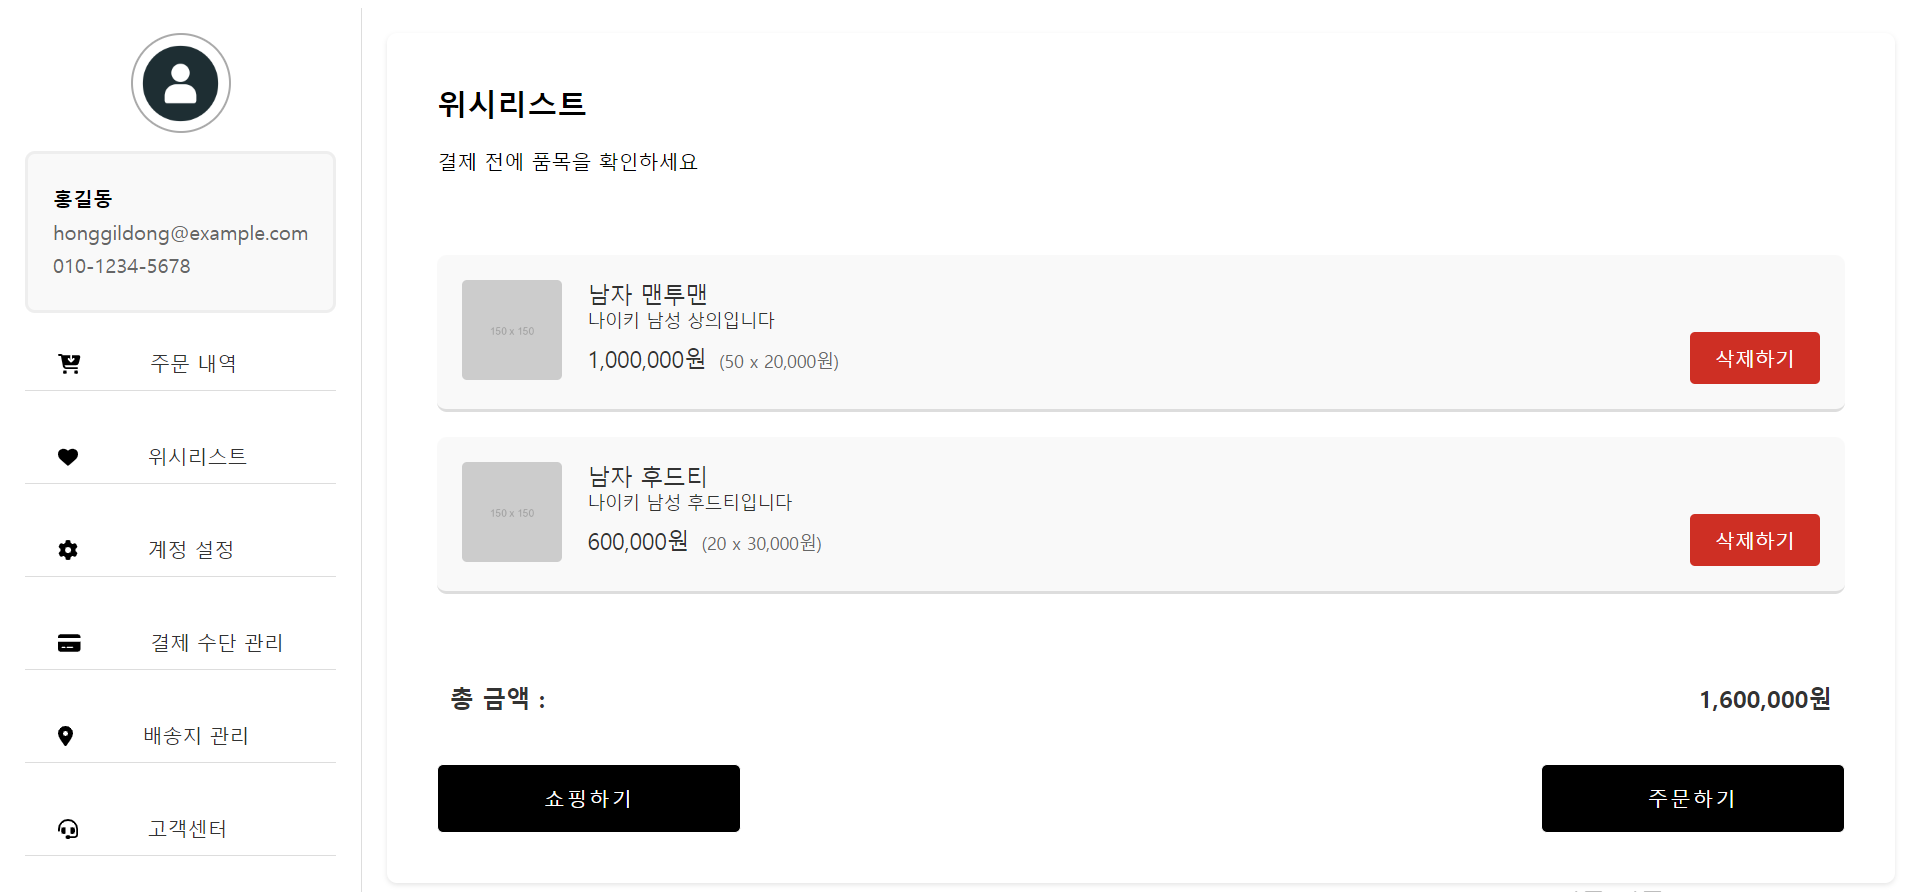 홍길동
honggildong@example.com
010-1234-5678
주문 내역
위시리스트
계정 설정
결제 수단 관리
배송지 관리
고객센터
위시리스트
결제 전에 품목을 확인하세요
150 x 150
남자 맨투맨
나이키 남성 상의입니다
1,000,000원 (50 x 20,000원)
삭제하기
150 x 150
남자 후드티
나이키 남성 후드티입니다
600,000원 (20 x 30,000원)
삭제하기
총 금액 : 1,600,000원
쇼핑하기
주문하기